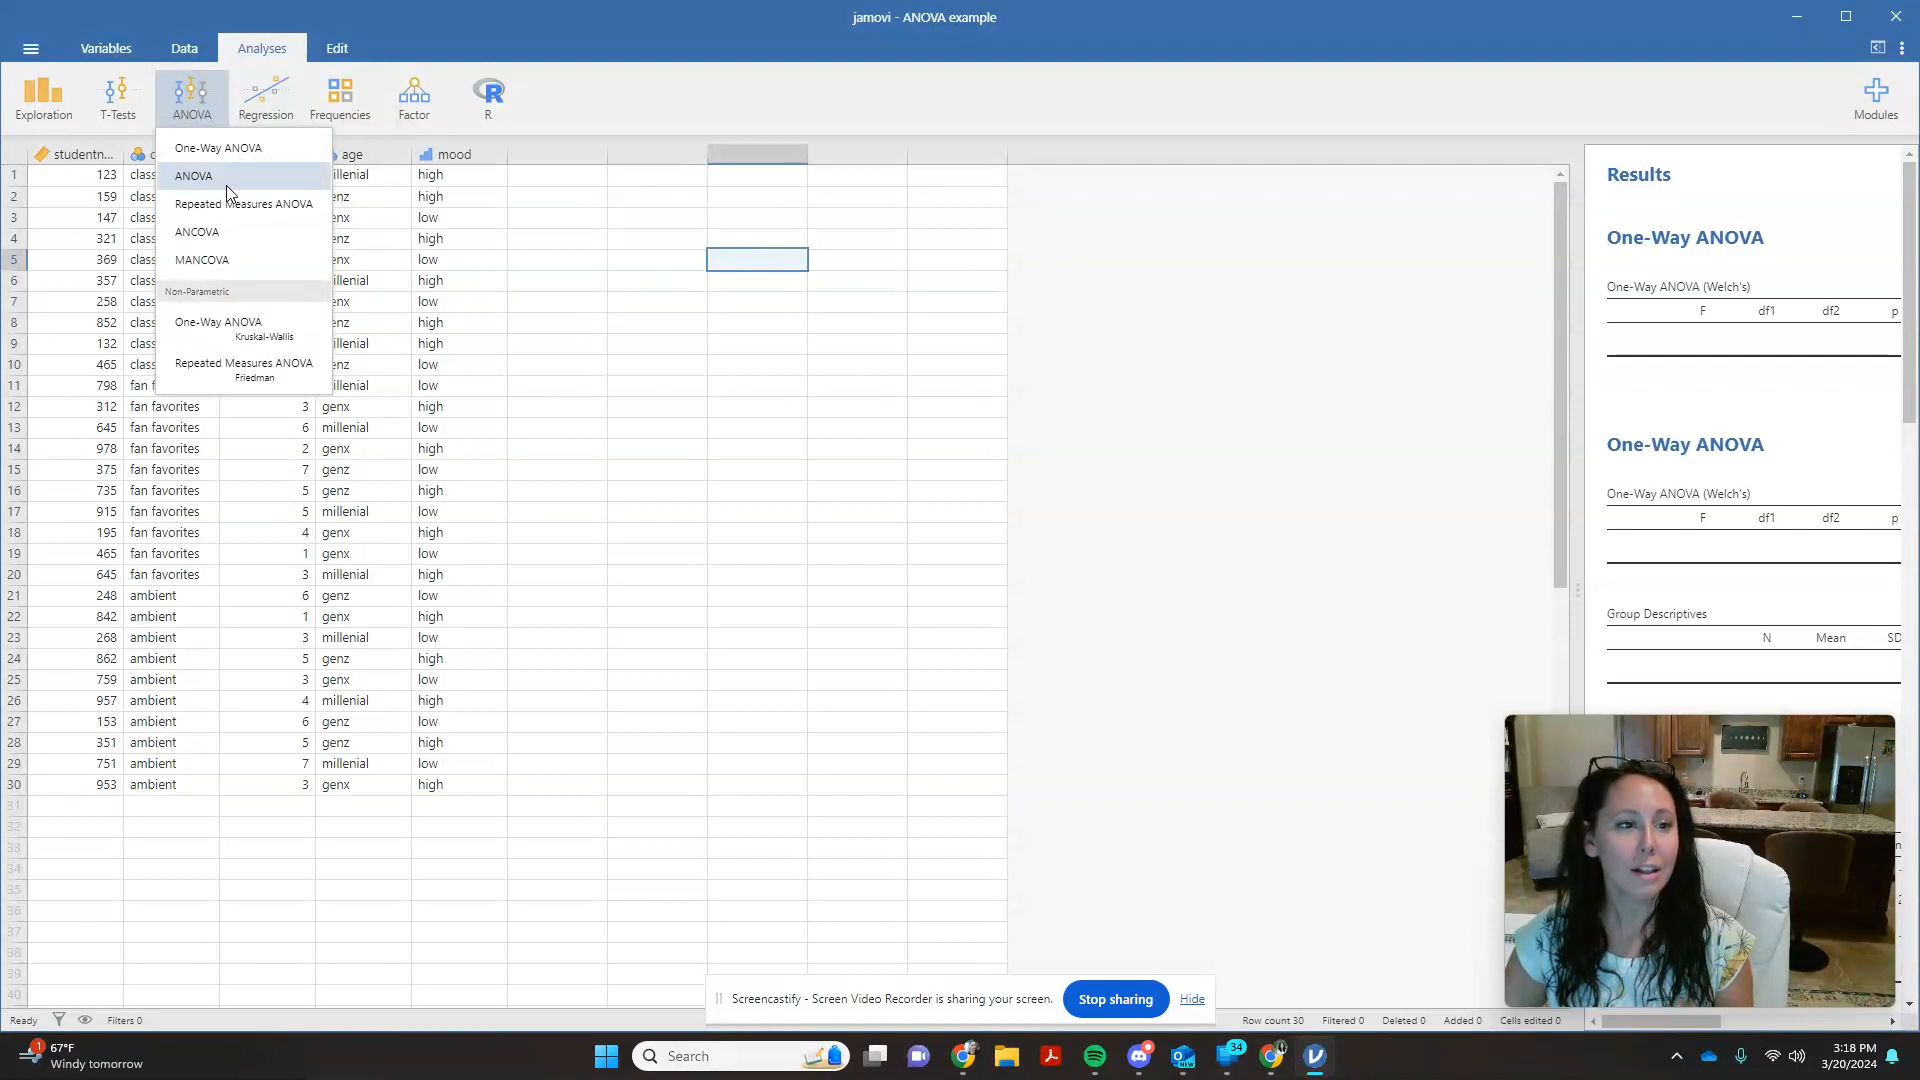 jamovi - ANOVA example
Variables Data Analyses Edit
Exploration T-Tests ANOVA Regression Frequencies Factor R Modules
One-Way ANOVA
ANOVA
Repeated Measures ANOVA
ANCOVA
MANCOVA
Non-Parametric
One-Way ANOVA
Kruskal-Wallis
Repeated Measures ANOVA
Friedman
studentn... c age mood
1 123 class illenial high
2 159 class enz high
3 147 class enx low
4 321 class enz high
5 369 class enx low
6 357 class illenial high
7 258 class enx low
8 852 class enz high
9 132 class illenial high
10 465 class enz low
11 798 fan f illenial low
12 312 fan favorites 3 genx high
13 645 fan favorites 6 millenial low
14 978 fan favorites 2 genx high
15 375 fan favorites 7 genz low
16 735 fan favorites 5 genz high
17 915 fan favorites 5 millenial low
18 195 fan favorites 4 genx high
19 465 fan favorites 1 genx low
20 645 fan favorites 3 millenial high
21 248 ambient 6 genz low
22 842 ambient 1 genx high
23 268 ambient 3 millenial low
24 862 ambient 5 genz high
25 759 ambient 3 genx low
26 957 ambient 4 millenial high
27 153 ambient 6 genz low
28 351 ambient 5 genz high
29 751 ambient 7 millenial low
30 953 ambient 3 genx high
31
32
33
34
35
36
37
38
39
40
Results
One-Way ANOVA
One-Way ANOVA (Welch's)
F df1 df2 p
One-Way ANOVA
One-Way ANOVA (Welch's)
F df1 df2 p
Group Descriptives
N Mean SD
Screencastify - Screen Video Recorder is sharing your screen. Stop sharing Hide
Ready Filters 0 Row count 30 Filtered 0 Deleted 0 Added 0 Cells edited 0
1 67°F
Windy tomorrow
Search
NEW
34
3:18 PM
3/20/2024